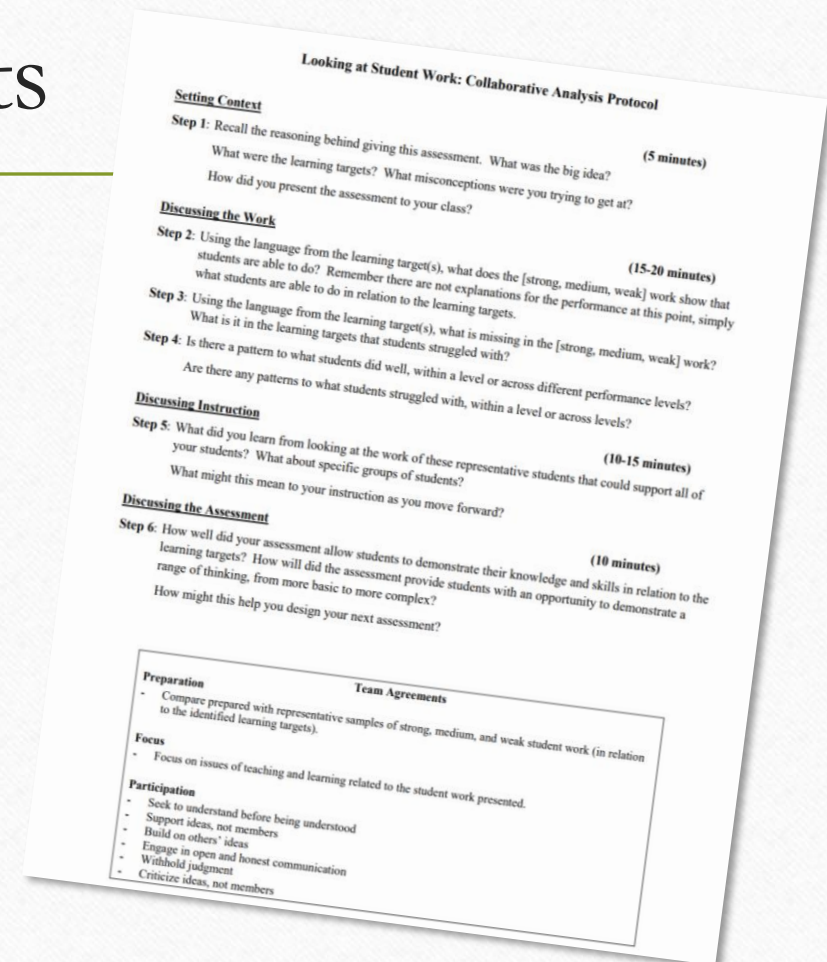 ts
Looking at Student Work: Collaborative Analysis Protocol
Setting Context
(5 minutes)
Step 1: Recall the reasoning behind giving this assessment. What was the big idea?
What were the learning targets? What misconceptions were you trying to get at?
How did you present the assessment to your class?
Discussing the Work
(15-20 minutes)
Step 2: Using the language from the learning target(s), what does the [strong, medium, weak] work show that
students are able to do? Remember there are not explanations for the performance at this point, simply
what students are able to do in relation to the learning targets.
Step 3: Using the language from the learning target(s), what is missing in the [strong, medium, weak] work?
What is it in the learning targets that students struggled with?
Step 4: Is there a pattern to what students did well, within a level or across different performance levels?
Are there any patterns to what students struggled with, within a level or across levels?
Discussing Instruction
(10-15 minutes)
Step 5: What did you learn from looking at the work of these representative students that could support all of
your students? What about specific groups of students?
What might this mean to your instruction as you move forward?
Discussing the Assessment
(10 minutes)
Step 6: How well did your assessment allow students to demonstrate their knowledge and skills in relation to the
learning targets? How will did the assessment provide students with an opportunity to demonstrate a
range of thinking, from more basic to more complex?
How might this help you design your next assessment?
Team Agreements
Preparation
- Compare prepared with representative samples of strong, medium, and weak student work (in relation
to the identified learning targets).
Focus
- Focus on issues of teaching and learning related to the student work presented.
Participation
- Seek to understand before being understood
- Support ideas, not members
- Build on others' ideas
- Engage in open and honest communication
- Withhold judgment
- Criticize ideas, not members